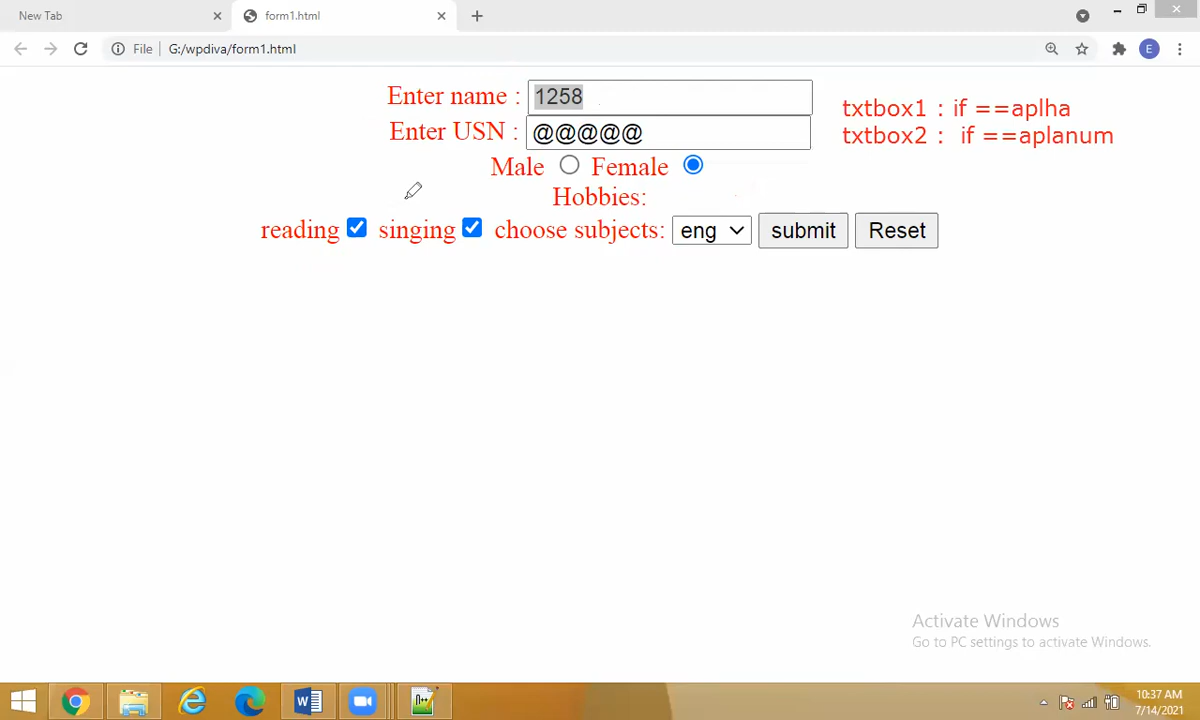 New Tab
form1.html
File
G:/wpdiva/form1.html
E
Enter name : 1258
Enter USN : @@@@@
txtbox1 : if ==aplha
txtbox2 : if ==aplanum
Male Female
Hobbies:
reading singing choose subjects: eng submit Reset
Activate Windows
Go to PC settings to activate Windows.
10:37 AM
7/14/2021